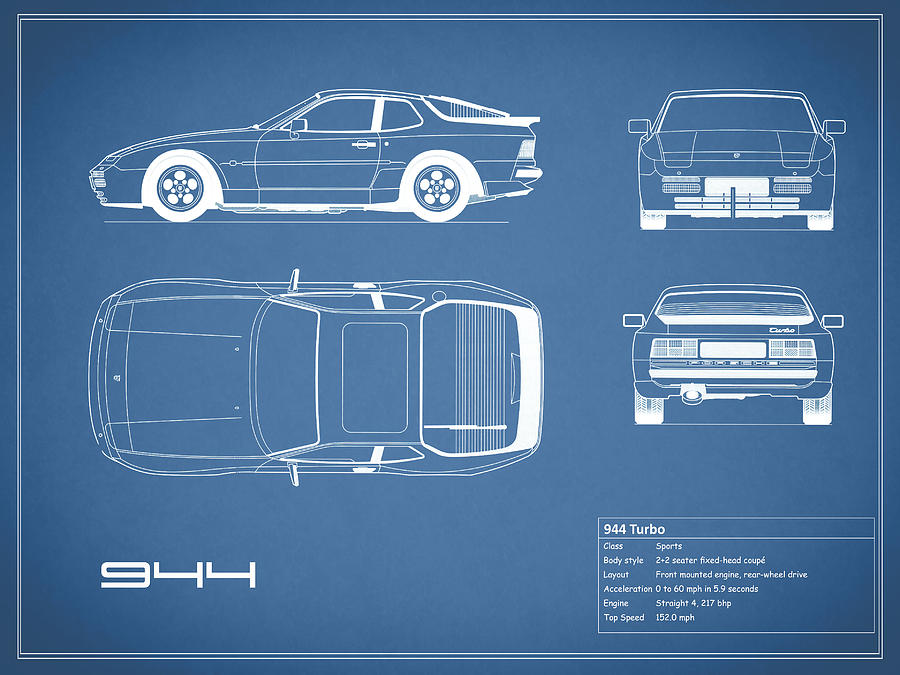 turbo
PORSCHE
944
944 Turbo
Class Sports
Body style 2+2 seater fixed-head coupé
Layout Front mounted engine, rear-wheel drive
Acceleration 0 to 60 mph in 5.9 seconds
Engine Straight 4, 217 bhp
Top Speed 152.0 mph